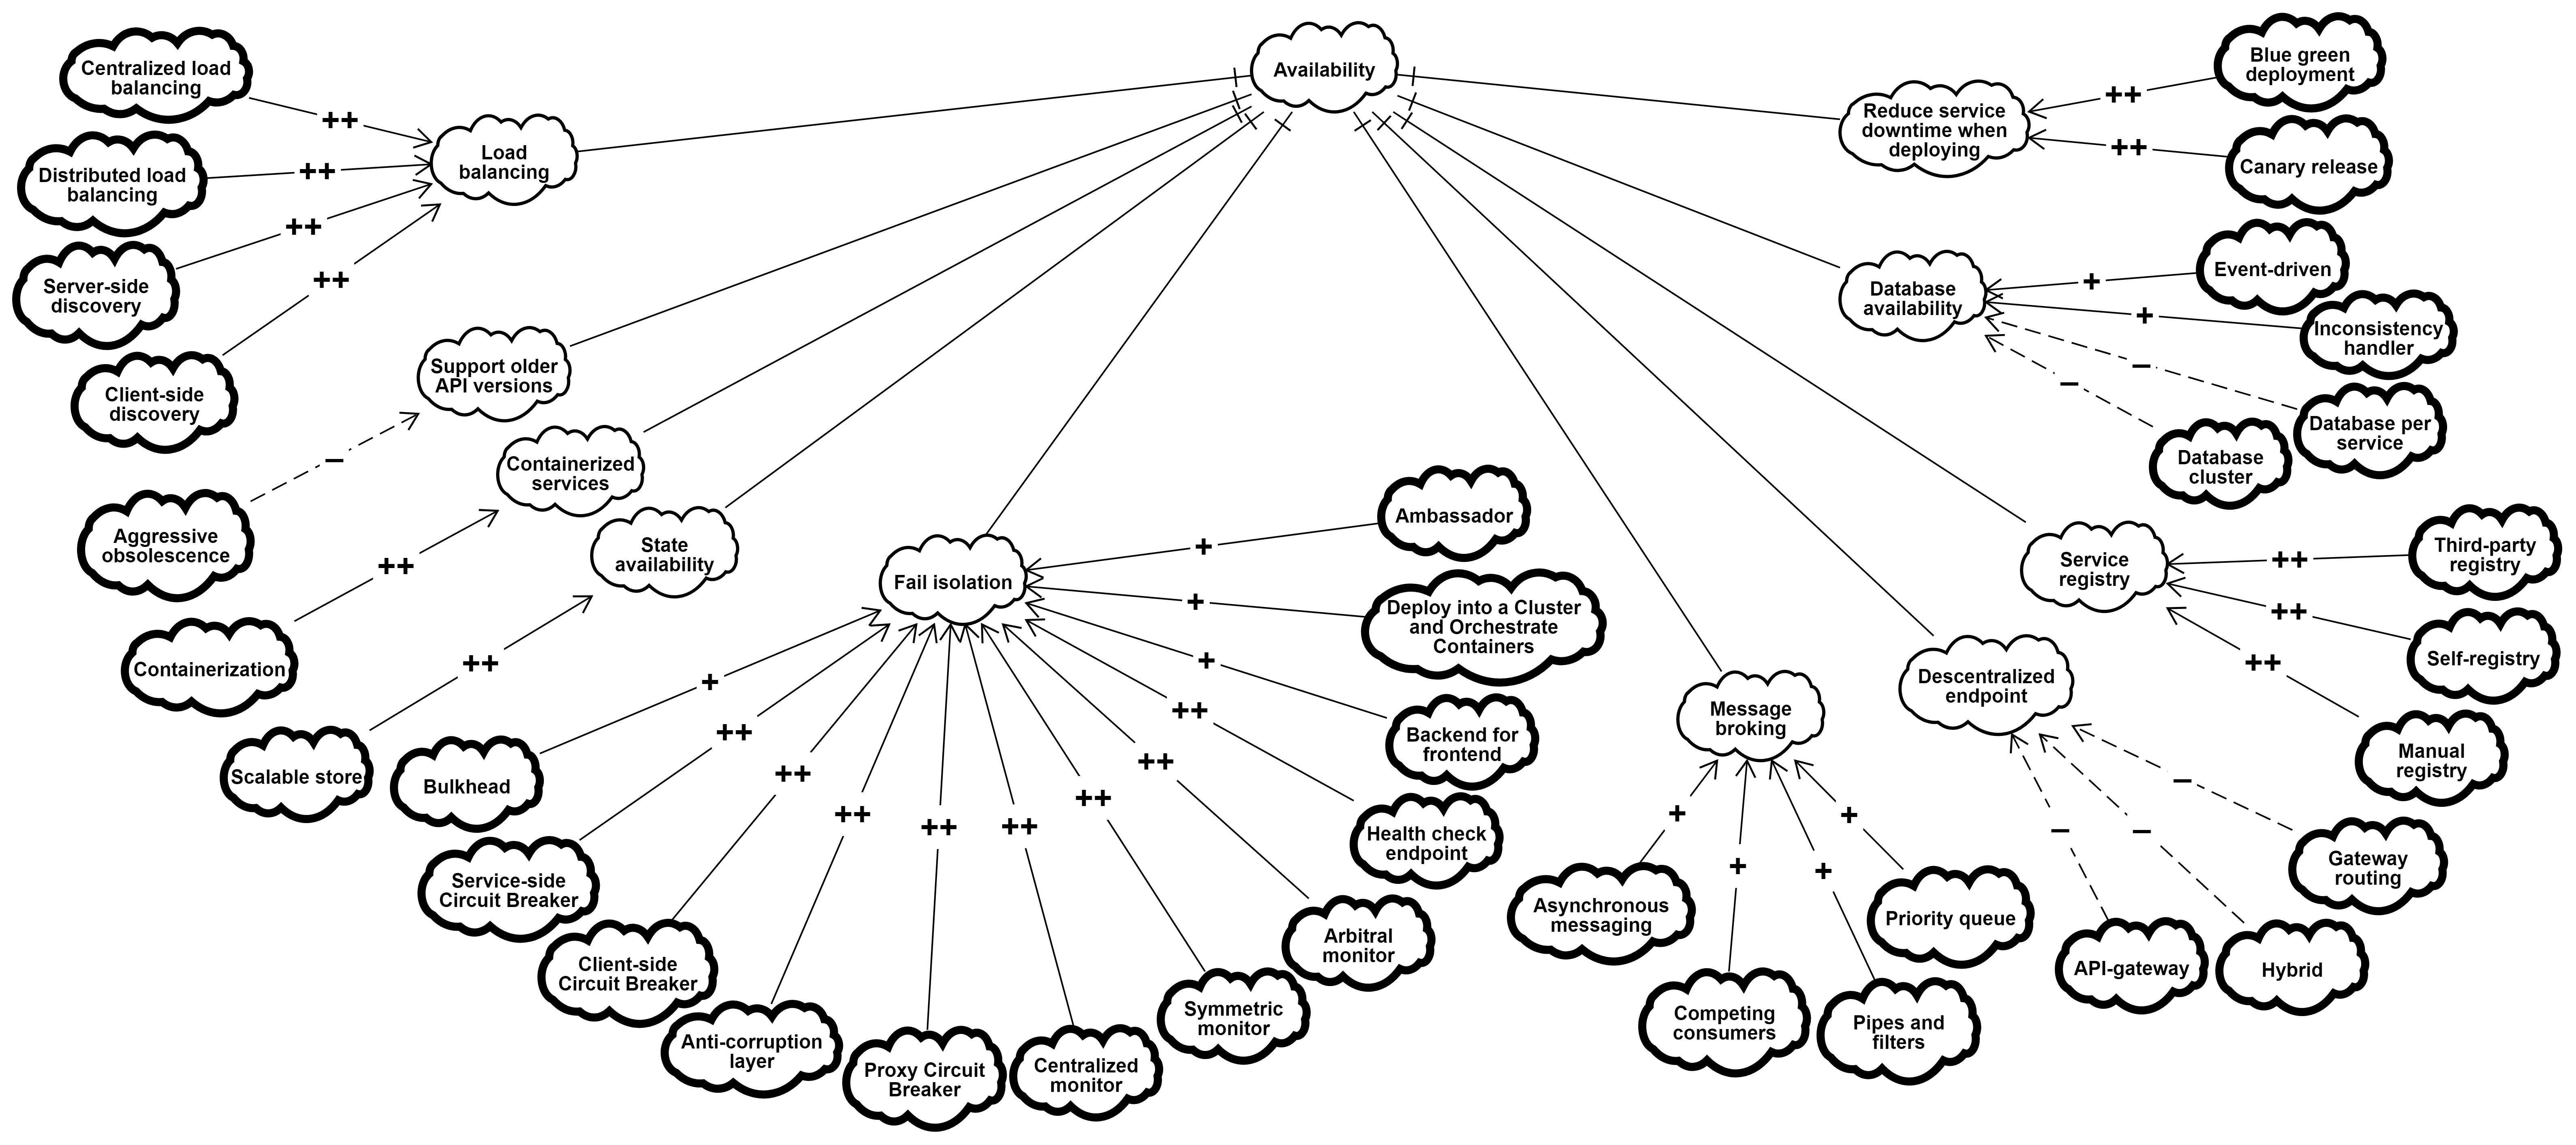 Availability
Centralized load
balancing
++
Distributed load
balancing
++
Server-side
discovery
++
Client-side
discovery
++
Load
balancing
Support older
API versions
–
Aggressive
obsolescence
Containerized
services
++
Containerization
State
availability
++
Scalable store
Fail isolation
+
Bulkhead
++
Service-side
Circuit Breaker
++
Client-side
Circuit Breaker
++
Anti-corruption
layer
++
Proxy Circuit
Breaker
++
Centralized
monitor
++
Symmetric
monitor
++
Arbitral
monitor
++
Health check
endpoint
+
Backend for
frontend
+
Deploy into a Cluster
and Orchestrate
Containers
+
Ambassador
Message
broking
+
Asynchronous
messaging
+
Competing
consumers
+
Pipes and
filters
+
Priority queue
Descentralized
endpoint
–
API-gateway
–
Hybrid
–
Gateway
routing
Service
registry
++
Third-party
registry
++
Self-registry
++
Manual
registry
Database
availability
+
Event-driven
+
Inconsistency
handler
–
Database per
service
–
Database
cluster
Reduce service
downtime when
deploying
++
Blue green
deployment
++
Canary release